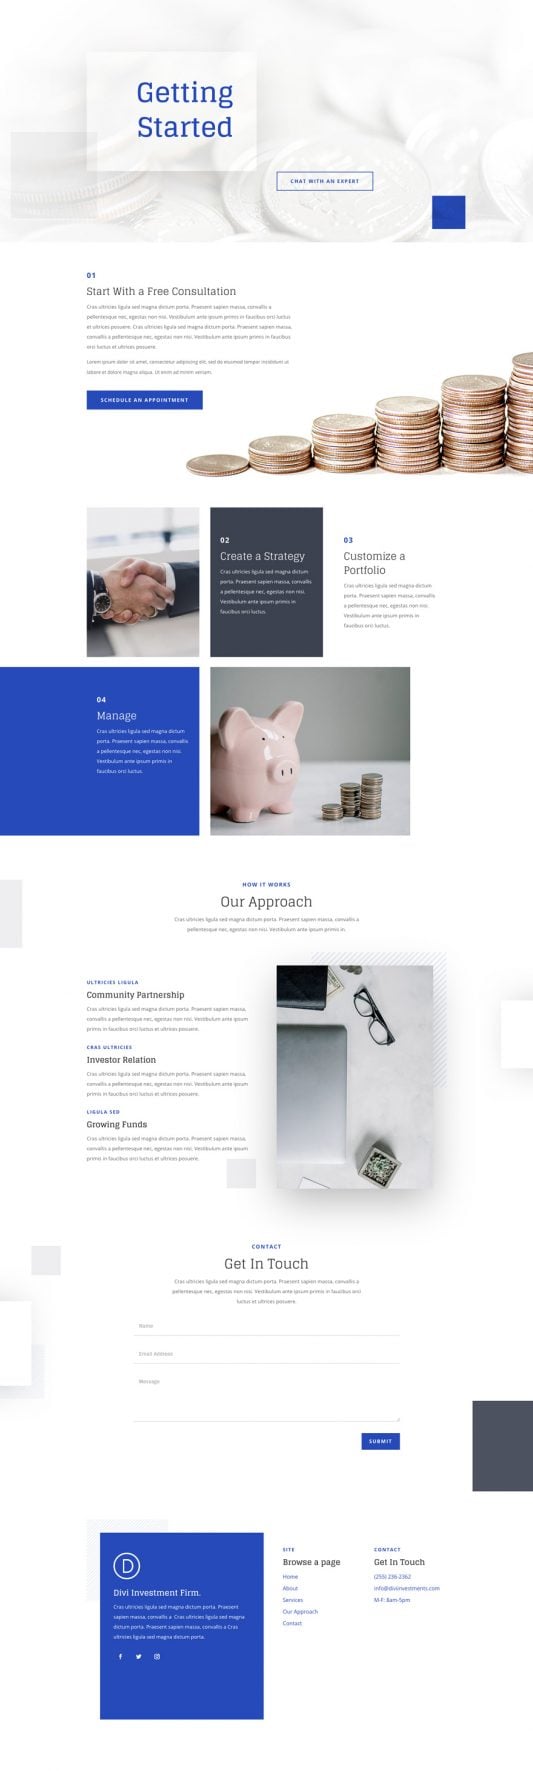 Getting
Started
CHAT WITH AN EXPERT
01
Start With a Free Consultation
Cras ultricies ligula sed magna dictum porta. Praesent sapien massa, convallis a
pellentesque nec, egestas non nisi. Vestibulum ante ipsum primis in faucibus orci luctus
et ultrices posuere. Cras ultricies ligula sed magna dictum porta. Praesent sapien massa,
convallis a pellentesque nec, egestas non nisi. Vestibulum ante ipsum primis in faucibus
orci luctus et ultrices posuere.
Lorem ipsum dolor sit amet, consectetur adipiscing elit, sed do eiusmod tempor incididunt ut
labore et dolore magna aliqua. Ut enim ad minim veniam.
SCHEDULE AN APPOINTMENT
02
Create a Strategy
Cras ultricies ligula sed magna dictum
porta. Praesent sapien massa, convallis
a pellentesque nec, egestas non nisi.
Vestibulum ante ipsum primis in
faucibus orci luctus.
03
Customize a
Portfolio
Cras ultricies ligula sed magna dictum
porta. Praesent sapien massa, convallis
a pellentesque nec, egestas non nisi.
Vestibulum ante ipsum primis in
faucibus orci luctus.
04
Manage
Cras ultricies ligula sed magna dictum
porta. Praesent sapien massa, convallis
a pellentesque nec, egestas non nisi.
Vestibulum ante ipsum primis in
faucibus orci luctus.
HOW IT WORKS
Our Approach
Cras ultricies ligula sed magna dictum porta. Praesent sapien massa, convallis a
pellentesque nec, egestas non nisi. Vestibulum ante ipsum primis in.
ULTRICIES LIGULA
Community Partnership
Cras ultricies ligula sed magna dictum porta. Praesent sapien massa,
convallis a pellentesque nec, egestas non nisi. Vestibulum ante ipsum
primis in faucibus orci luctus et ultrices posuere.
CRAS ULTRICIES
Investor Relation
Cras ultricies ligula sed magna dictum porta. Praesent sapien massa,
convallis a pellentesque nec, egestas non nisi. Vestibulum ante ipsum
primis in faucibus orci luctus et ultrices posuere.
LIGULA SED
Growing Funds
Cras ultricies ligula sed magna dictum porta. Praesent sapien massa,
convallis a pellentesque nec, egestas non nisi. Vestibulum ante ipsum
primis in faucibus orci luctus et ultrices posuere.
CONTACT
Get In Touch
Cras ultricies ligula sed magna dictum porta. Praesent sapien massa, convallis a
pellentesque nec, egestas non nisi. Vestibulum ante ipsum primis in faucibus orci
luctus et ultrices posuere.
Name
Email Address
Message
SUBMIT
D
Divi Investment Firm.
Cras ultricies ligula sed magna dictum porta. Praesent
sapien massa, convallis a Cras ultricies ligula sed magna
dictum porta. Praesent sapien massa, convallis a Cras
ultricies ligula sed magna dictum porta.
SITE
Browse a page
Home
About
Services
Our Approach
Contact
CONTACT
Get In Touch
(255) 236-2362
info@diviinvestments.com
M-F: 8am-5pm